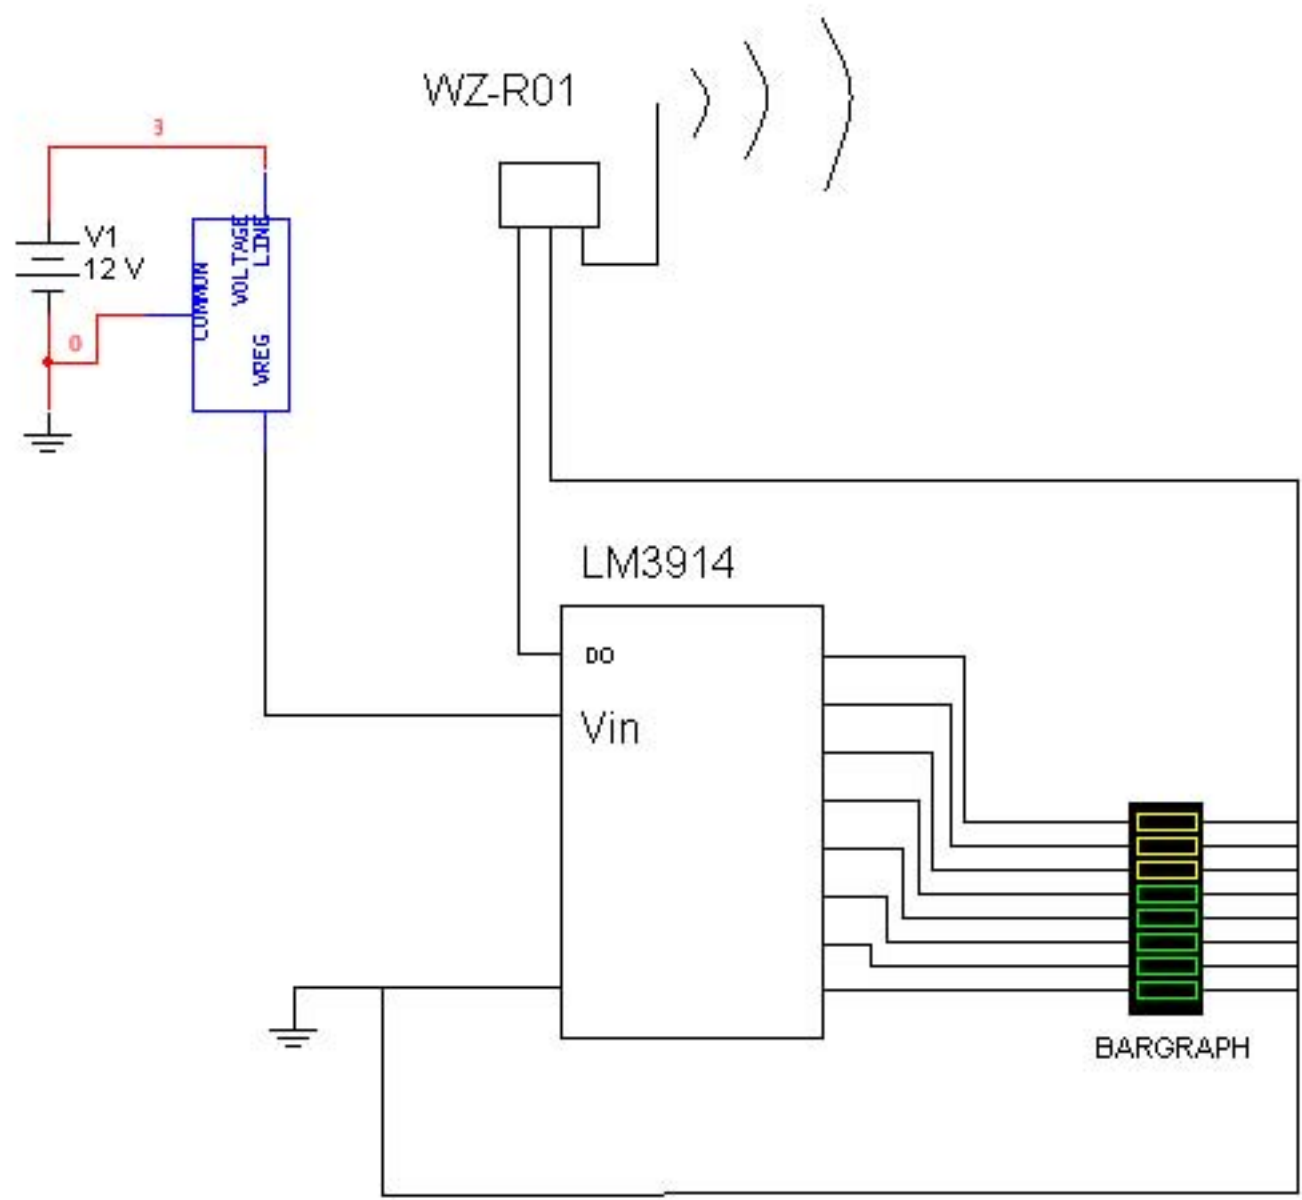 WZ-R01
3
V1
12 V
0
COMMON
VOLTAGE
LINE
VREG
LM3914
DO
Vin
BARGRAPH